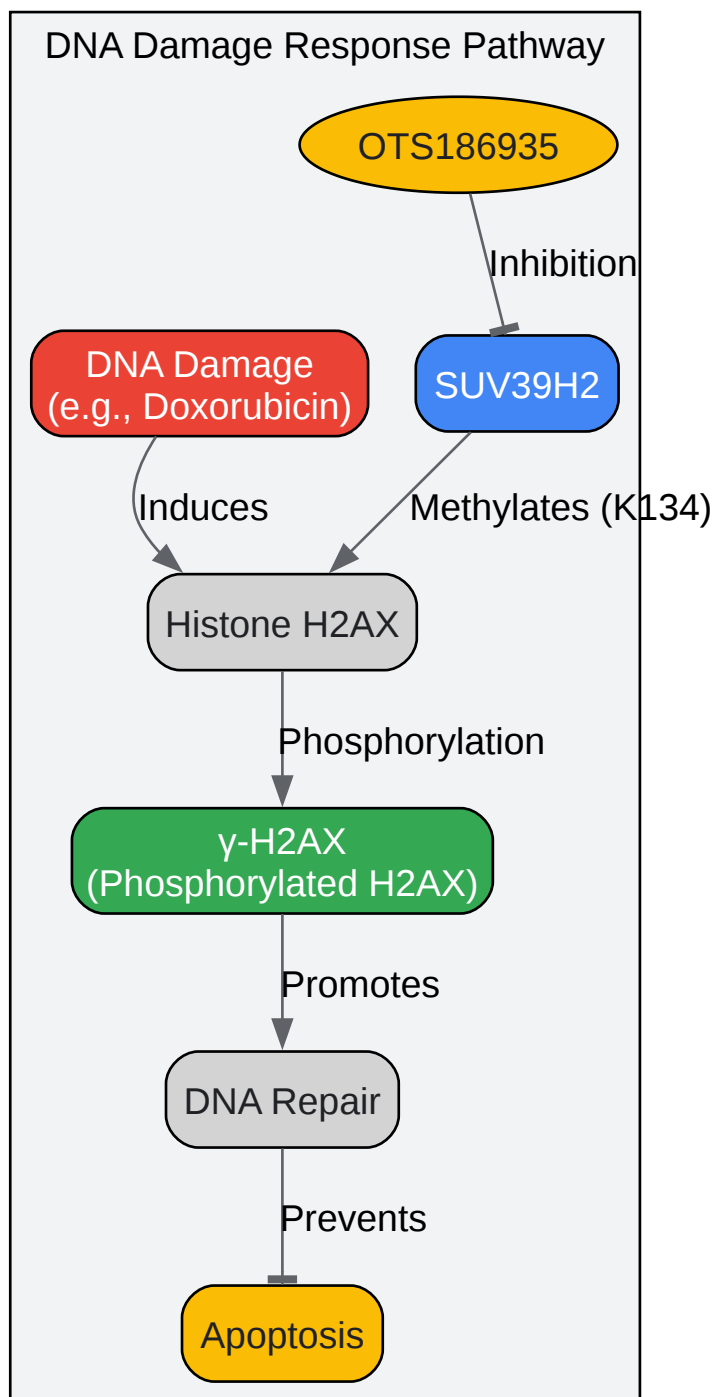 DNA Damage Response Pathway
OTS186935
Inhibition
DNA Damage
(e.g., Doxorubicin)
SUV39H2
Induces
Methylates (K134)
Histone H2AX
Phosphorylation
γ-H2AX
(Phosphorylated H2AX)
Promotes
DNA Repair
Prevents
Apoptosis